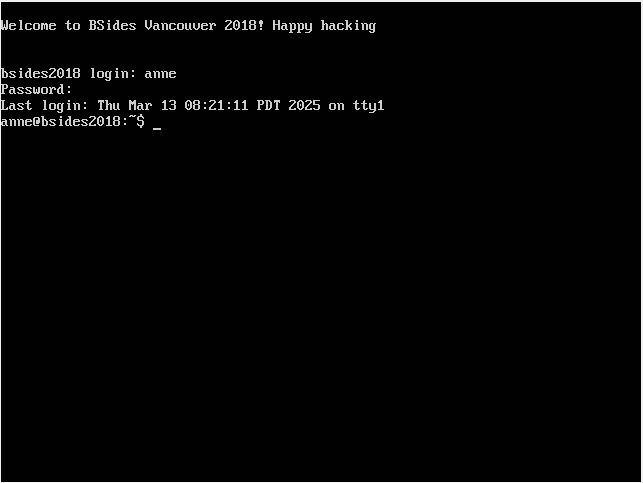 Welcome to BSides Vancouver 2018! Happy hacking
bsides2018 login: anne
Password:
Last login: Thu Mar 13 08:21:11 PDT 2025 on tty1
anne@bsides2018:~$ _